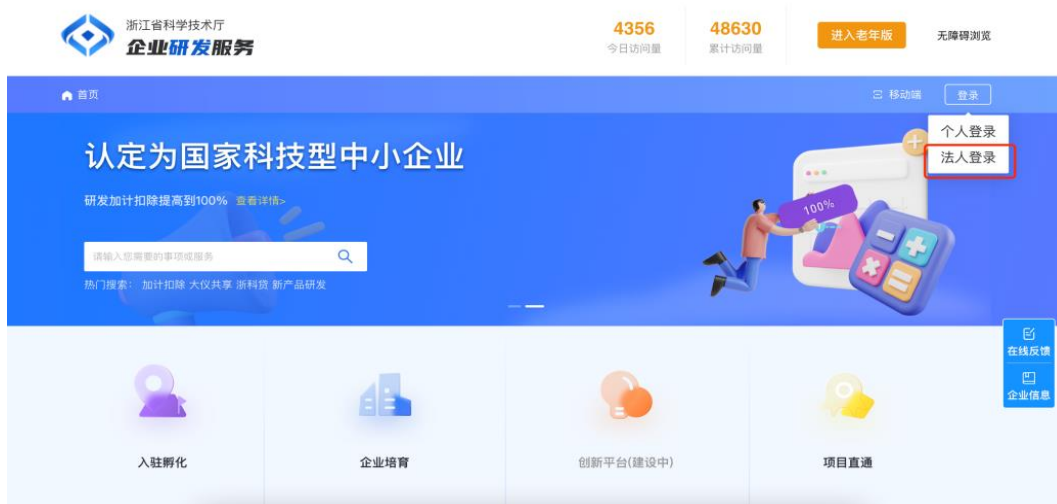 浙江省科学技术厅
企业研发服务
4356
今日访问量
48630
累计访问量
进入老年版
无障碍浏览
首页
移动端
登录
个人登录
法人登录
认定为国家科技型中小企业
研发加计扣除提高到100% 查看详情>
100%
请输入您需要的事项或服务
热门搜索： 加计扣除 大仪共享 浙科贷 新产品研发
在线反馈
企业信息
入驻孵化
企业培育
创新平台(建设中)
项目直通